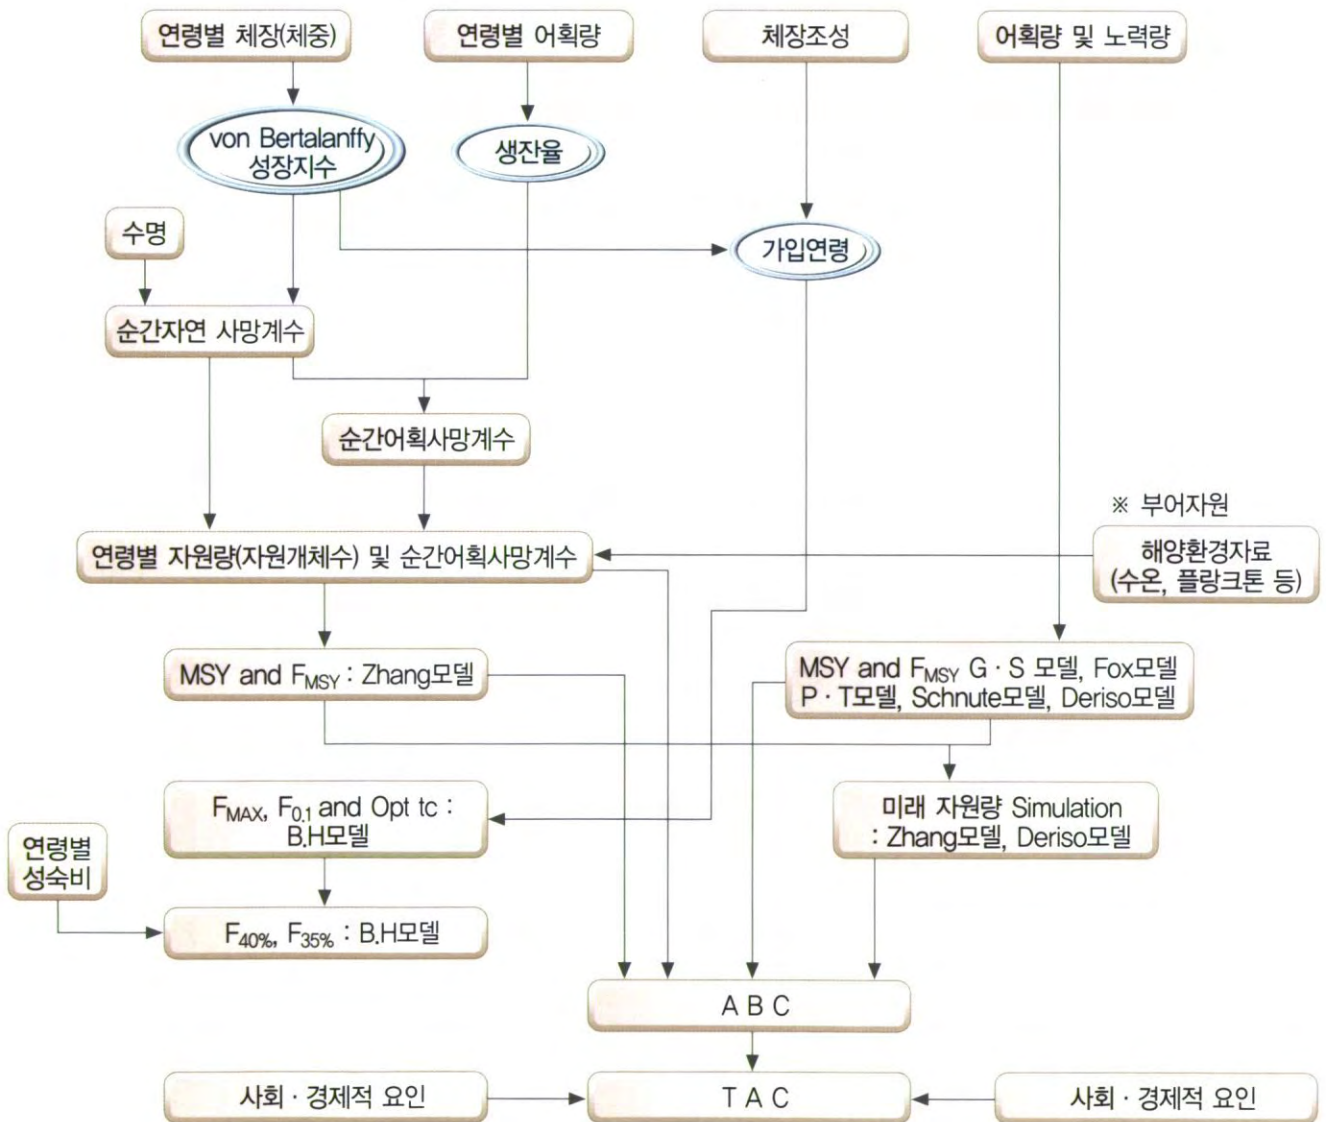 연령별 체장(체중)
연령별 어획량
체장조성
어획량 및 노력량
von Bertalanffy
성장지수
생잔율
수명
가입연령
순간자연 사망계수
순간어획사망계수
※ 부어자원
연령별 자원량(자원개체수) 및 순간어획사망계수
해양환경자료
(수온, 플랑크톤 등)
MSY and FMSY : Zhang모델
MSY and FMSY G · S 모델, Fox모델
P · T모델, Schnute모델, Deriso모델
FMAX, F0.1 and Opt tc :
B.H모델
미래 자원량 Simulation
: Zhang모델, Deriso모델
연령별
성숙비
F40%, F35% : B.H모델
A B C
사회 · 경제적 요인
T A C
사회 · 경제적 요인